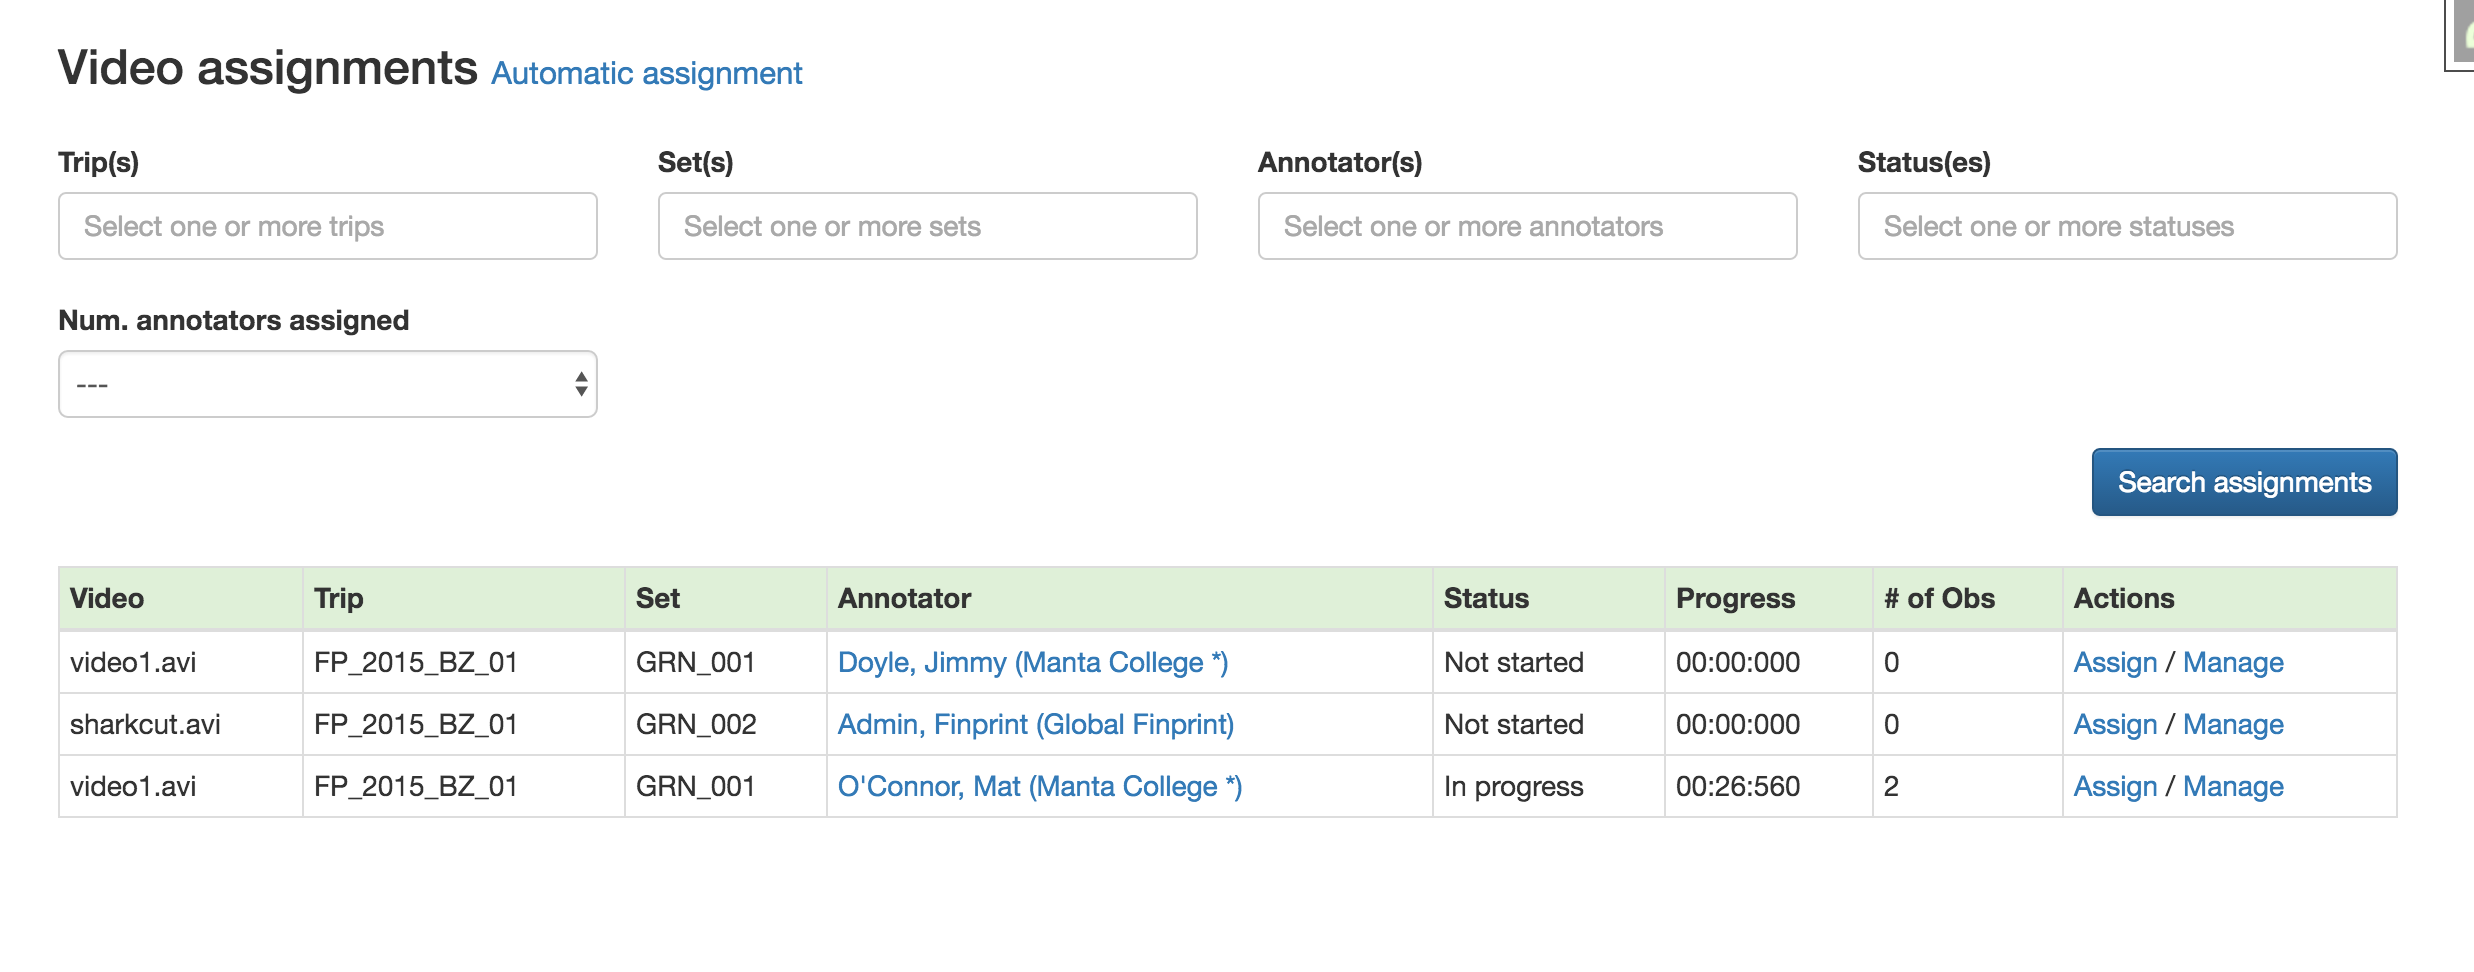 Video assignments Automatic assignment
Trip(s) Set(s) Annotator(s) Status(es)
Select one or more trips Select one or more sets Select one or more annotators Select one or more statuses
Num. annotators assigned
---
Search assignments
Video Trip Set Annotator Status Progress # of Obs Actions
video1.avi FP_2015_BZ_01 GRN_001 Doyle, Jimmy (Manta College *) Not started 00:00:000 0 Assign / Manage
sharkcut.avi FP_2015_BZ_01 GRN_002 Admin, Finprint (Global Finprint) Not started 00:00:000 0 Assign / Manage
video1.avi FP_2015_BZ_01 GRN_001 O'Connor, Mat (Manta College *) In progress 00:26:560 2 Assign / Manage